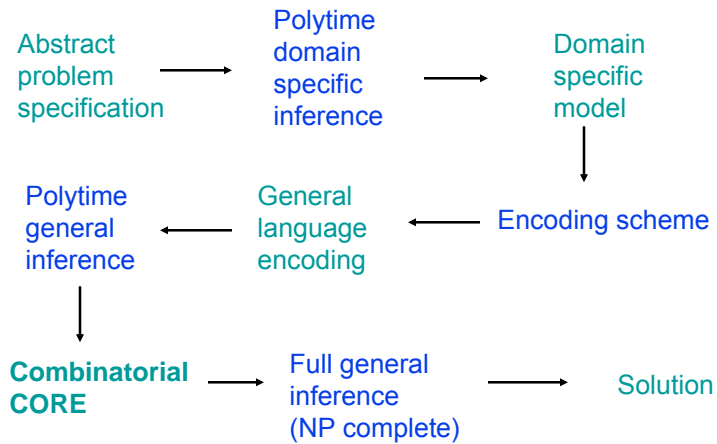 Abstract
problem
specification
Polytime
domain
specific
inference
Domain
specific
model
Polytime
general
inference
General
language
encoding
Encoding scheme
Combinatorial
CORE
Full general
inference
(NP complete)
Solution